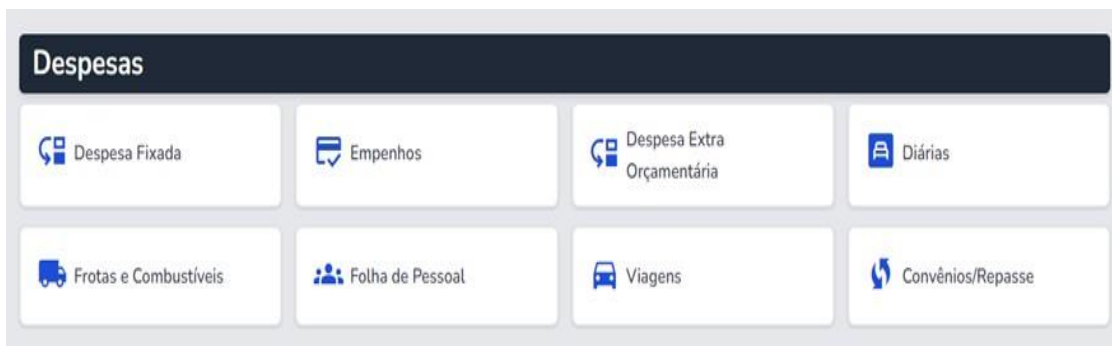 Despesas
Despesa Fixada
Empenhos
Despesa Extra
Orçamentária
Diárias
Frotas e Combustíveis
Folha de Pessoal
Viagens
Convênios/Repasse